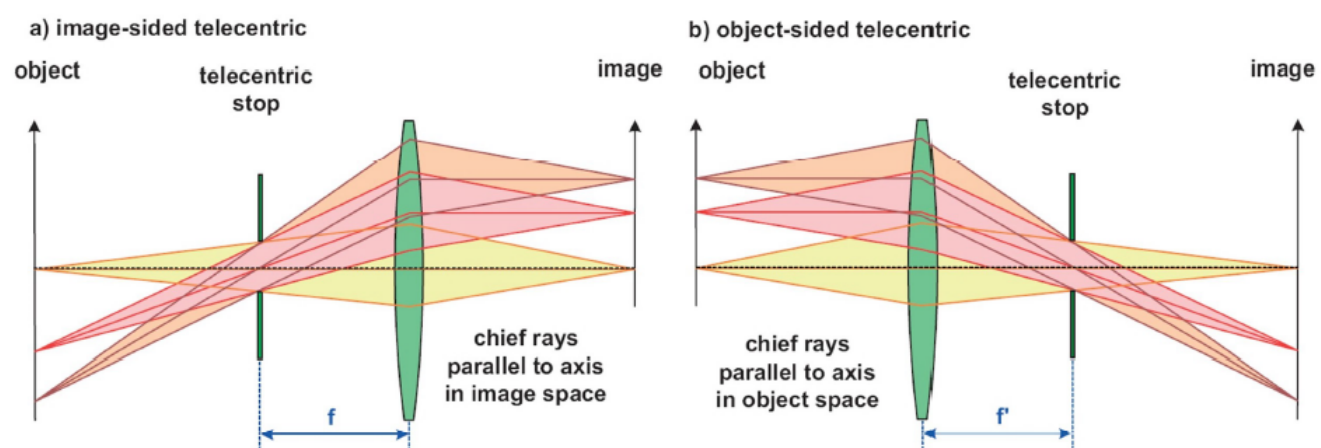 a) image-sided telecentric
object
telecentric
stop
image
chief rays
parallel to axis
in image space
f
b) object-sided telecentric
object
telecentric
stop
image
chief rays
parallel to axis
in object space
f'